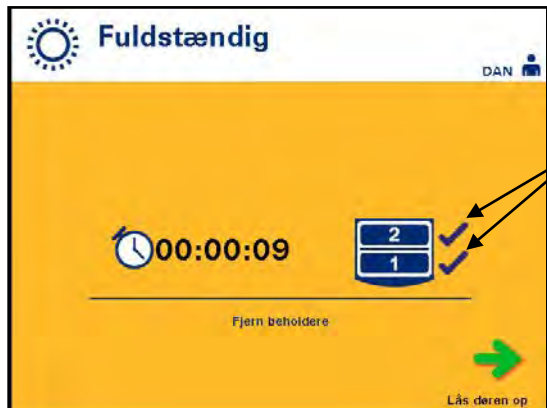 Fuldstændig
DAN
00:00:09
2
1
Fjern beholdere
Lås døren op